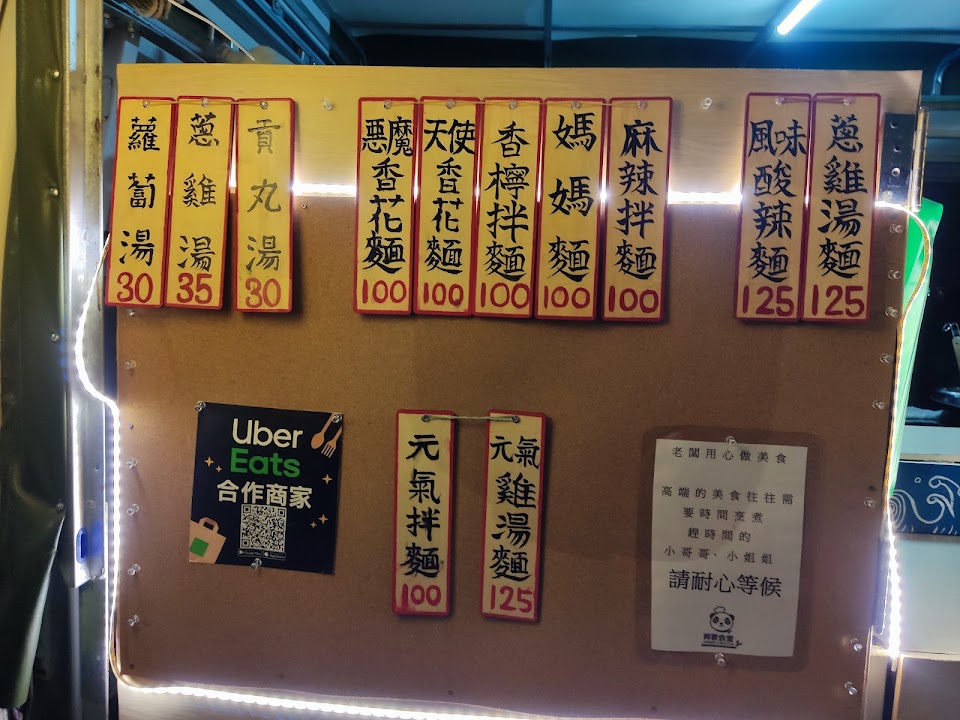 蘿蔔湯
30
蔥雞湯
35
貢丸湯
30
惡魔香花麵
100
天使香花麵
100
香檸拌麵
100
媽媽麵
100
麻辣拌麵
100
風味酸辣麵
125
蔥雞湯麵
125
Uber
Eats
合作商家
元氣拌麵
100
元氣雞湯麵
125
老闆用心做美食
高端的美食往往需
要時間烹煮
趕時間的
小哥哥、小姐姐
請耐心等候